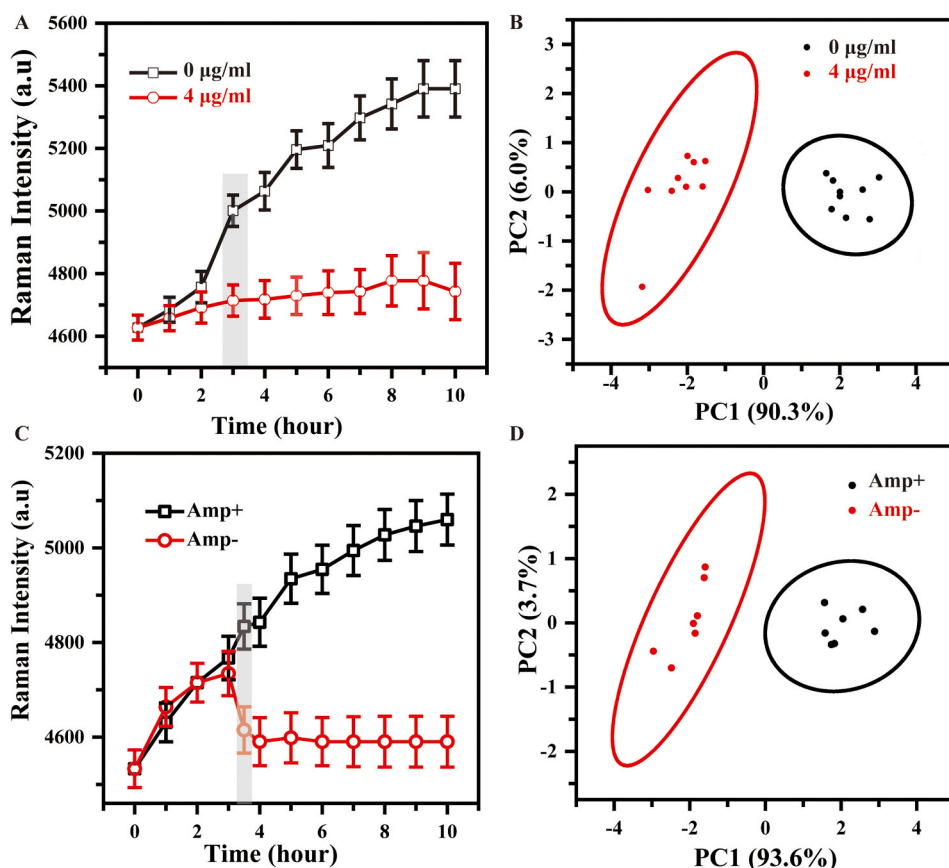 A
5600
5400
5200
5000
4800
4600
Raman Intensity (a.u)
0 μg/ml
4 μg/ml
0 2 4 6 8 10
Time (hour)
B
3
2
1
0
-1
-2
-3
PC2 (6.0%)
0 μg/ml
4 μg/ml
-4 -2 0 2 4
PC1 (90.3%)
C
5200
5000
4800
4600
Raman Intensity (a.u)
Amp+
Amp-
0 2 4 6 8 10
Time (hour)
D
2
1
0
-1
-2
PC2 (3.7%)
Amp+
Amp-
-4 -2 0 2 4
PC1 (93.6%)